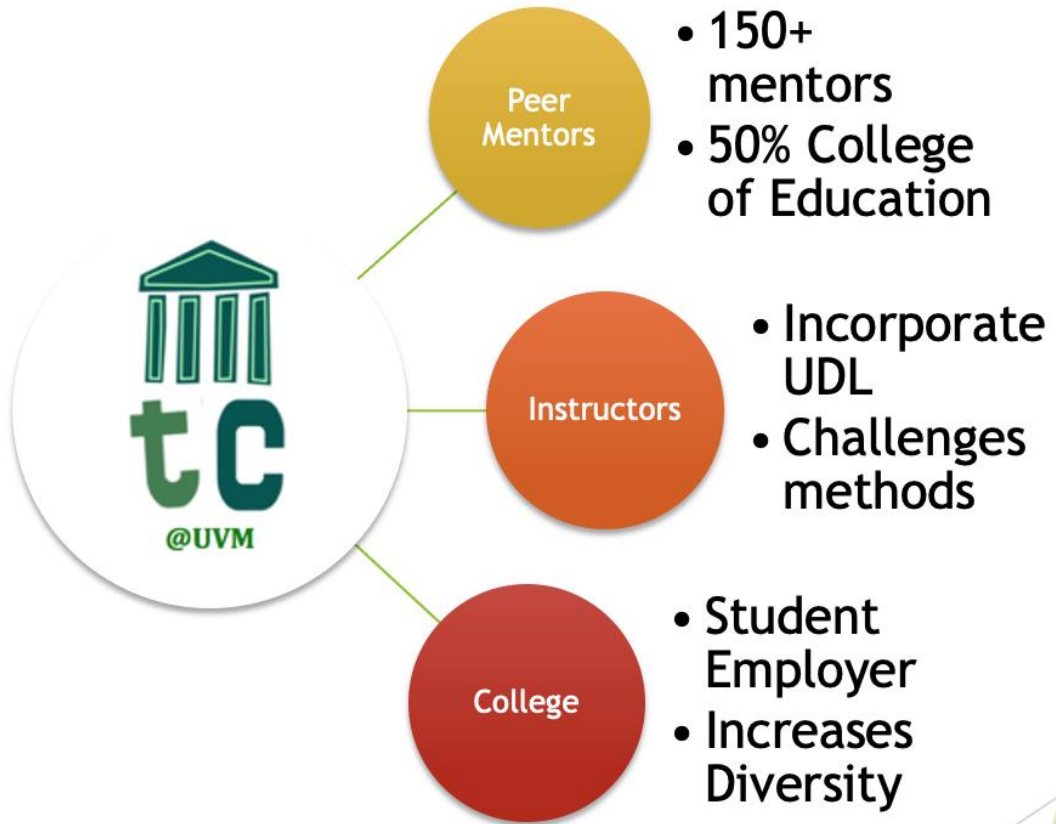 tc
@UVM
Peer
Mentors
• 150+
mentors
• 50% College
of Education
Instructors
• Incorporate
UDL
• Challenges
methods
College
• Student
Employer
• Increases
Diversity